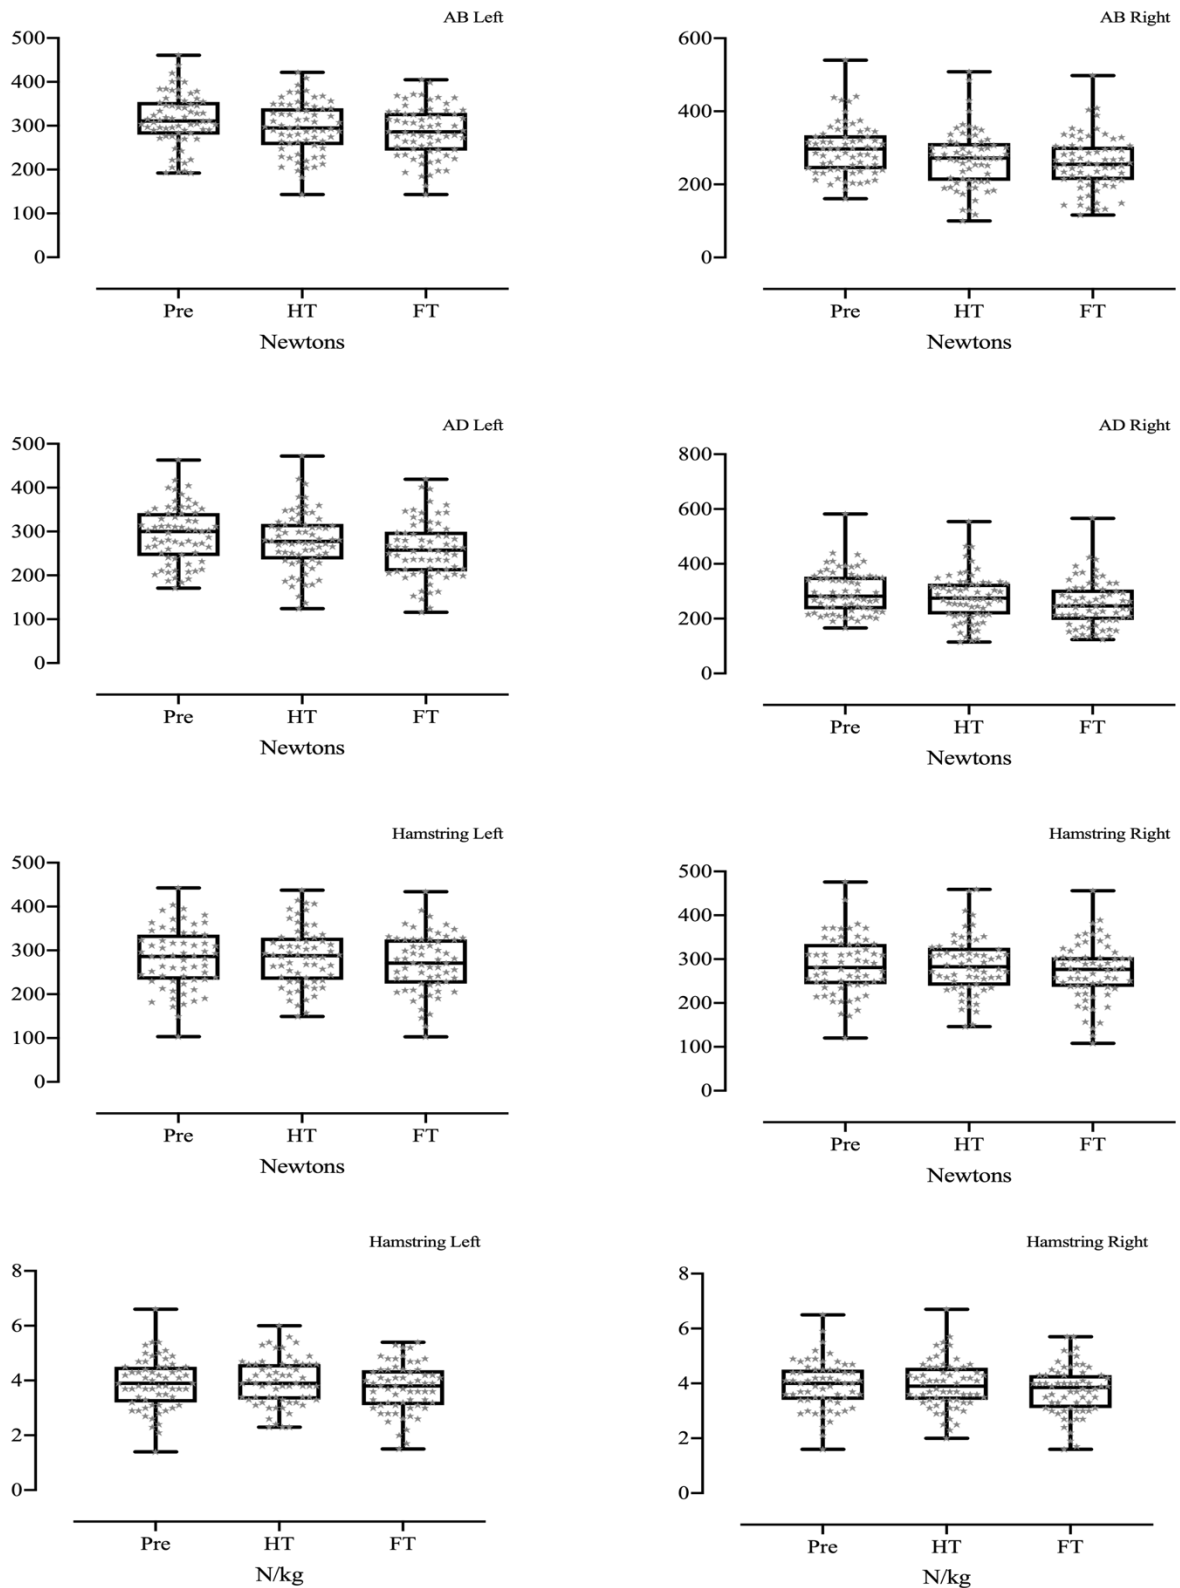 AB Left
500
400
300
200
100
0
Pre HT FT
Newtons
AB Right
600
400
200
0
Pre HT FT
Newtons
AD Left
500
400
300
200
100
0
Pre HT FT
Newtons
AD Right
800
600
400
200
0
Pre HT FT
Newtons
Hamstring Left
500
400
300
200
100
0
Pre HT FT
Newtons
Hamstring Right
500
400
300
200
100
0
Pre HT FT
Newtons
Hamstring Left
8
6
4
2
0
Pre HT FT
N/kg
Hamstring Right
8
6
4
2
0
Pre HT FT
N/kg